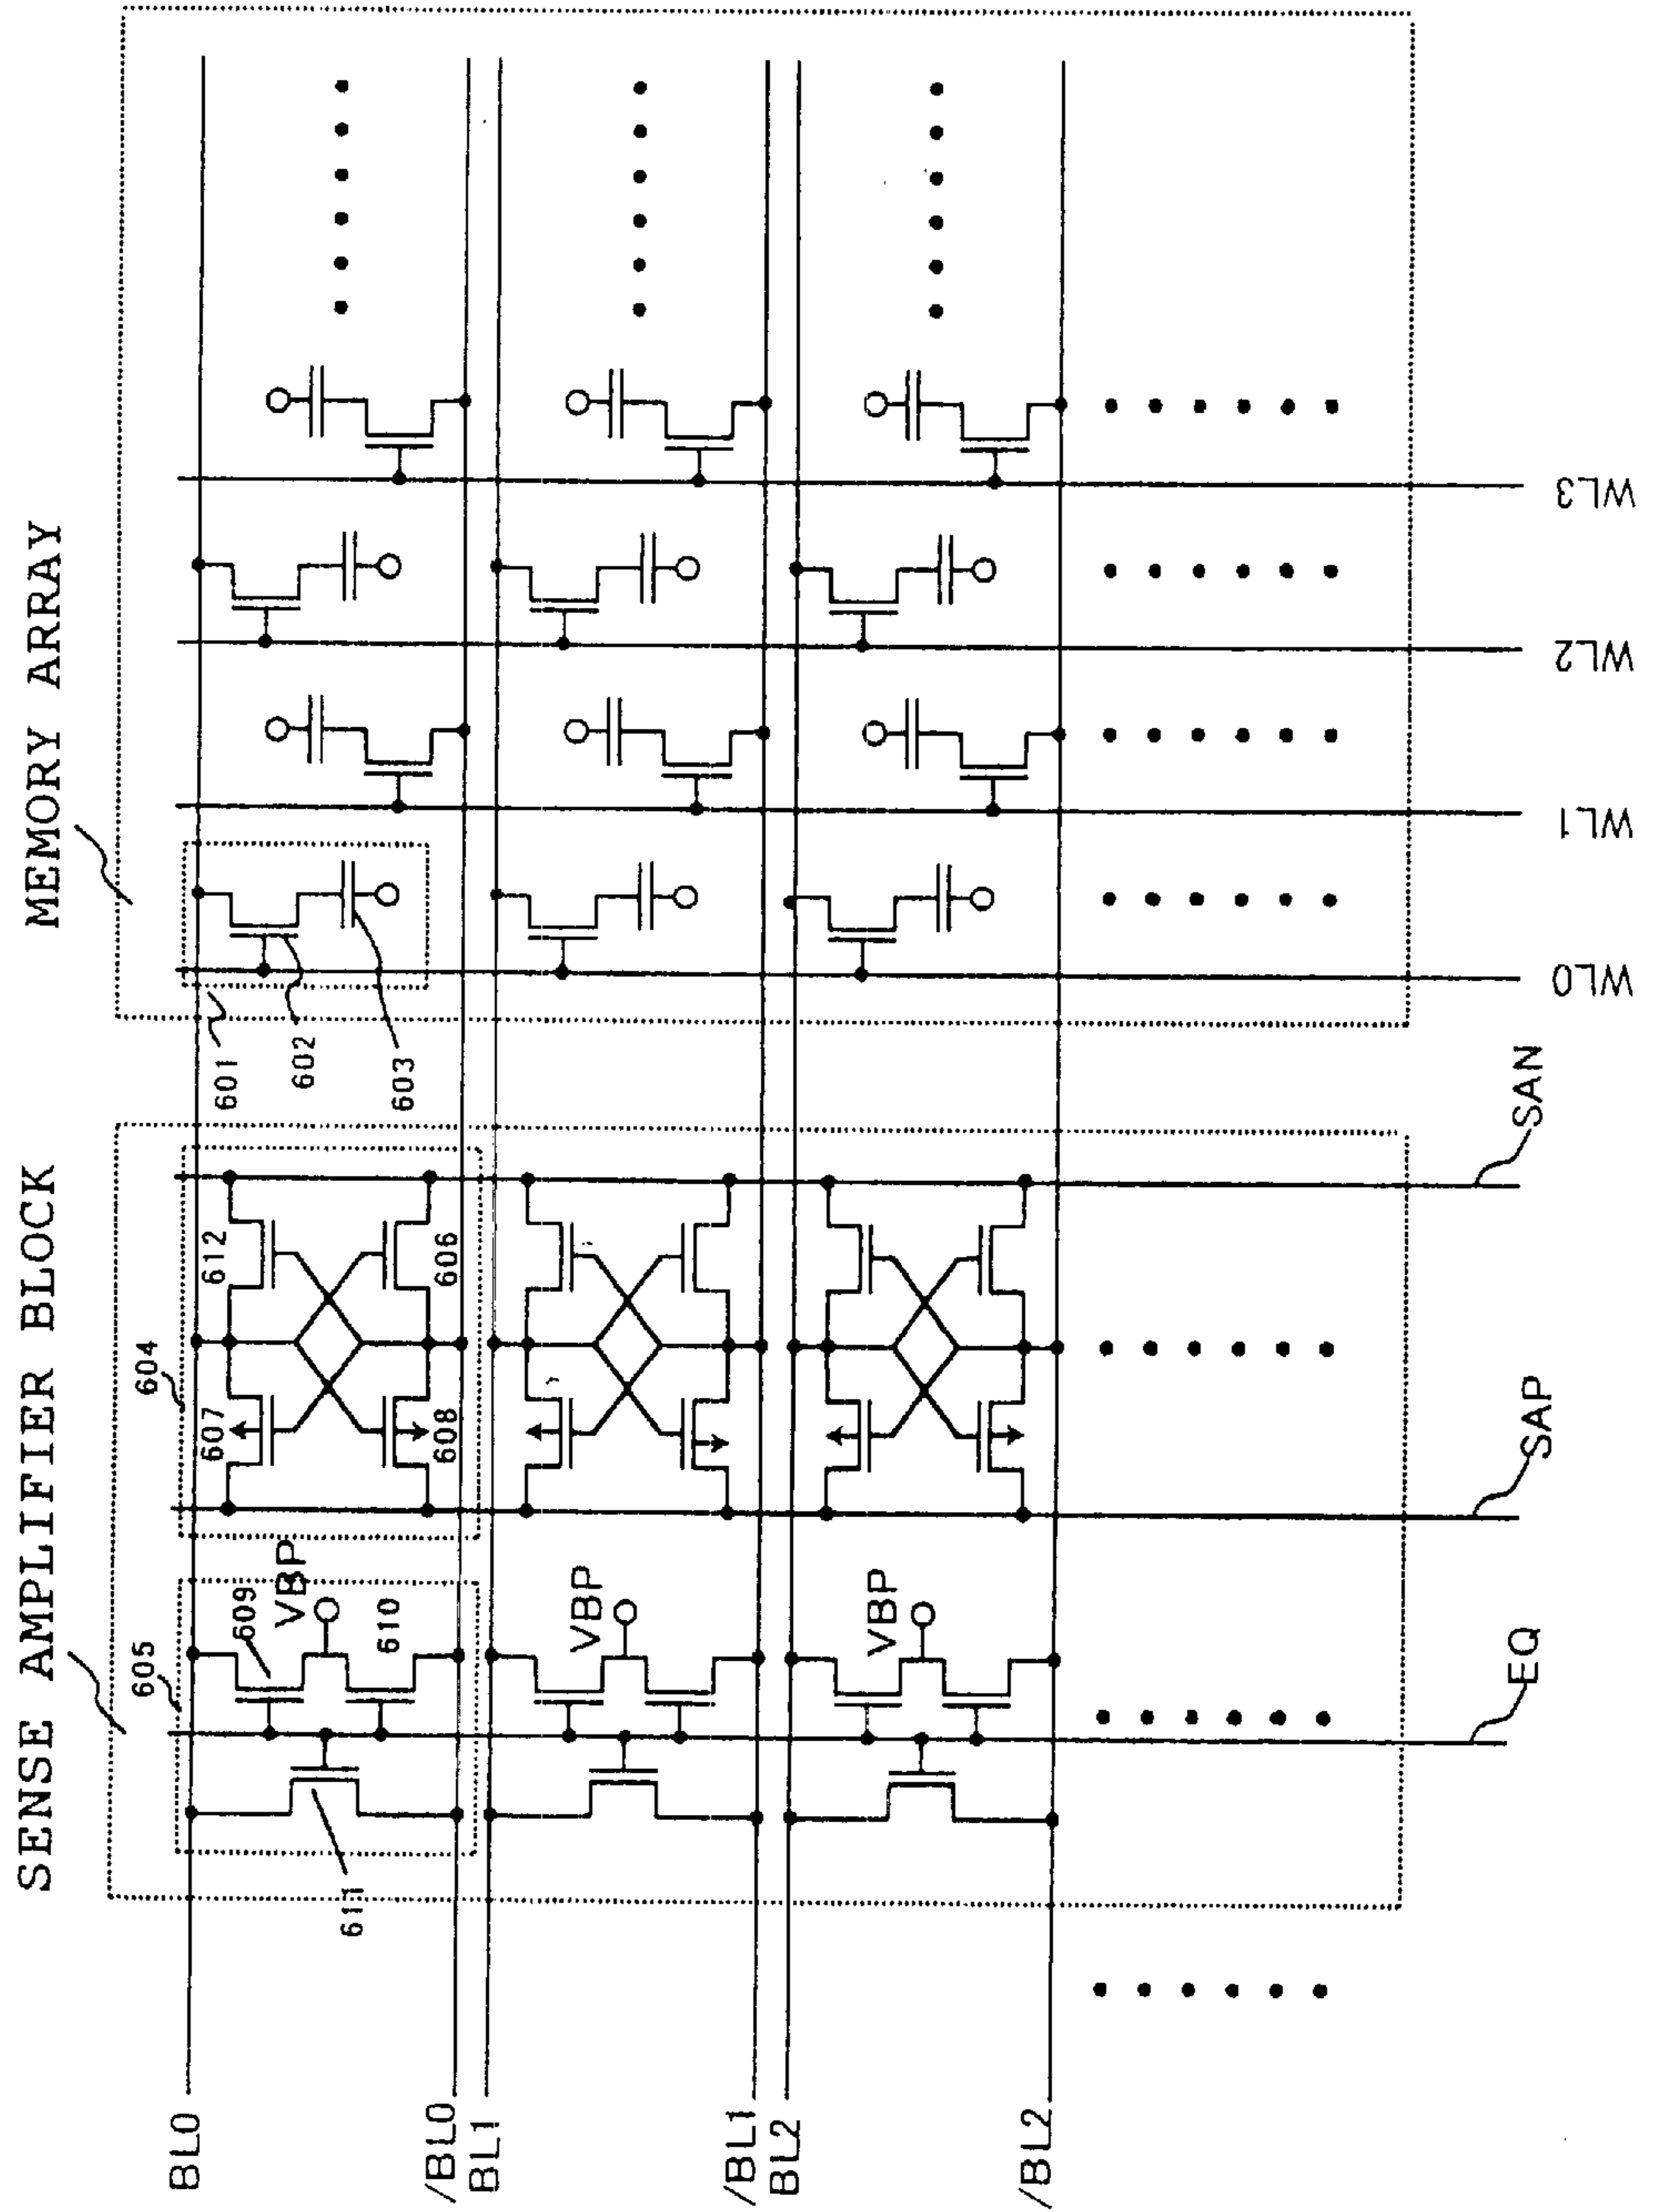 SENSE AMPLIFIER BLOCK
MEMORY ARRAY
605
604
601
602
603
607
612
608
606
609
VBP
610
611
VBP
VBP
BL0
/BL0
BL1
/BL1
BL2
/BL2
EQ
SAP
SAN
WL0
WL1
WL2
WL3